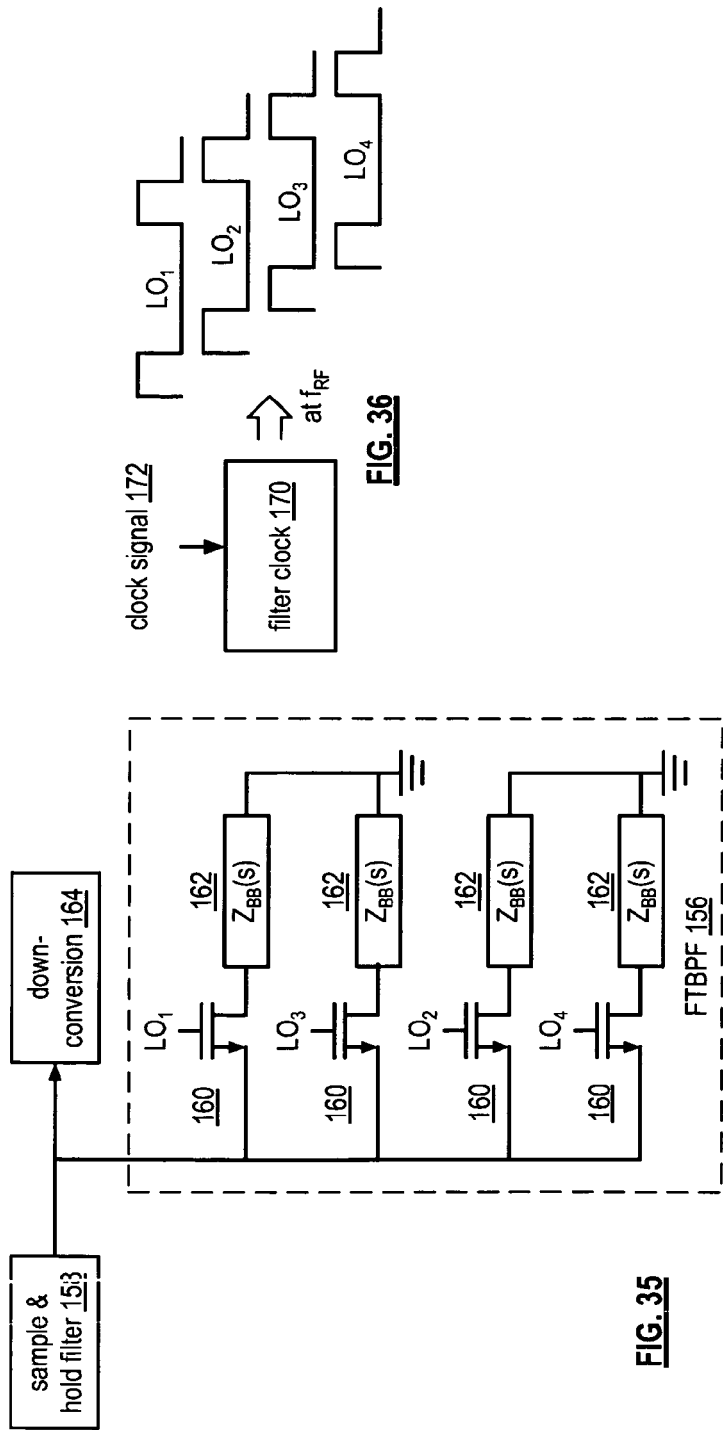 sample &
hold filter 158
down-
conversion 164
LO1
160
162
ZBB(s)
LO3
160
162
ZBB(s)
LO2
160
162
ZBB(s)
LO4
160
162
ZBB(s)
FTBPF 156
FIG. 35
clock signal 172
filter clock 170
at fRF
LO1
LO2
LO3
LO4
FIG. 36